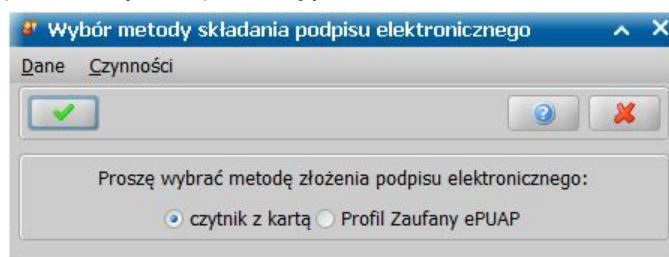 Wybór metody składania podpisu elektronicznego
Dane Czynności
Proszę wybrać metodę złożenia podpisu elektronicznego:
czytnik z kartą Profil Zaufany ePUAP